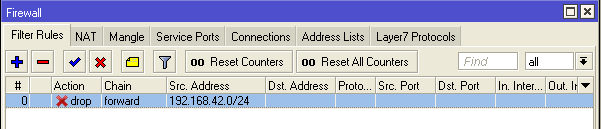 Firewall
Filter Rules NAT Mangle Service Ports Connections Address Lists Layer7 Protocols
00 Reset Counters 00 Reset All Counters Find all
# Action Chain Src. Address Dst. Address Proto... Src. Port Dst. Port In. Inter... Out. Ir
0 drop forward 192.168.42.0/24